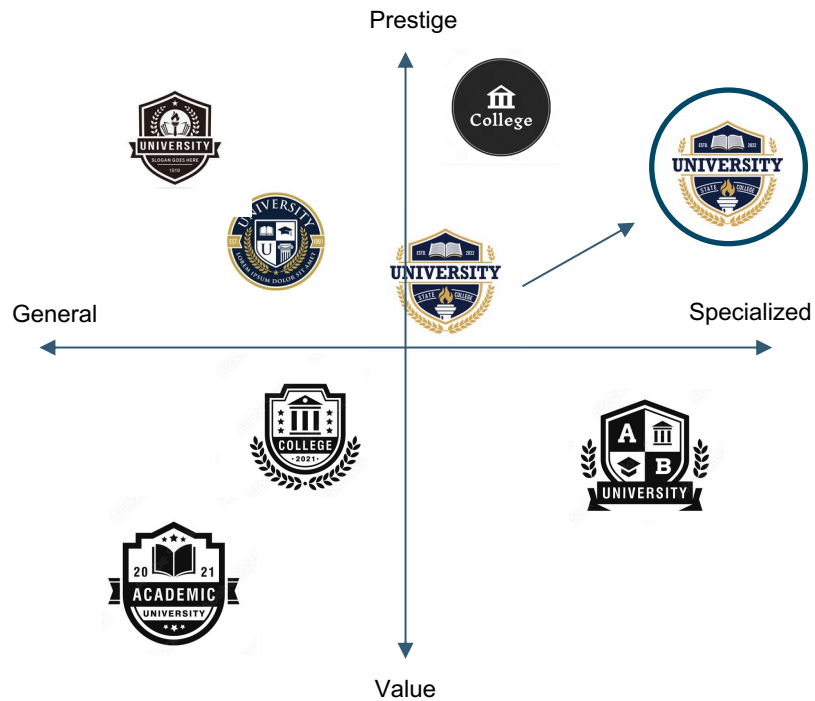 Prestige
College
UNIVERSITY
SLOGAN GOES HERE
1919
ESTD. 2022
UNIVERSITY
STATE COLLEGE
UNIVERSITY
EST. 1991
U
LOREM IPSUM DOLOR SIT AMET
ESTD. 2022
UNIVERSITY
STATE COLLEGE
General
Specialized
COLLEGE
· 2021 ·
A
B
UNIVERSITY
20 21
ACADEMIC
UNIVERSITY
Value